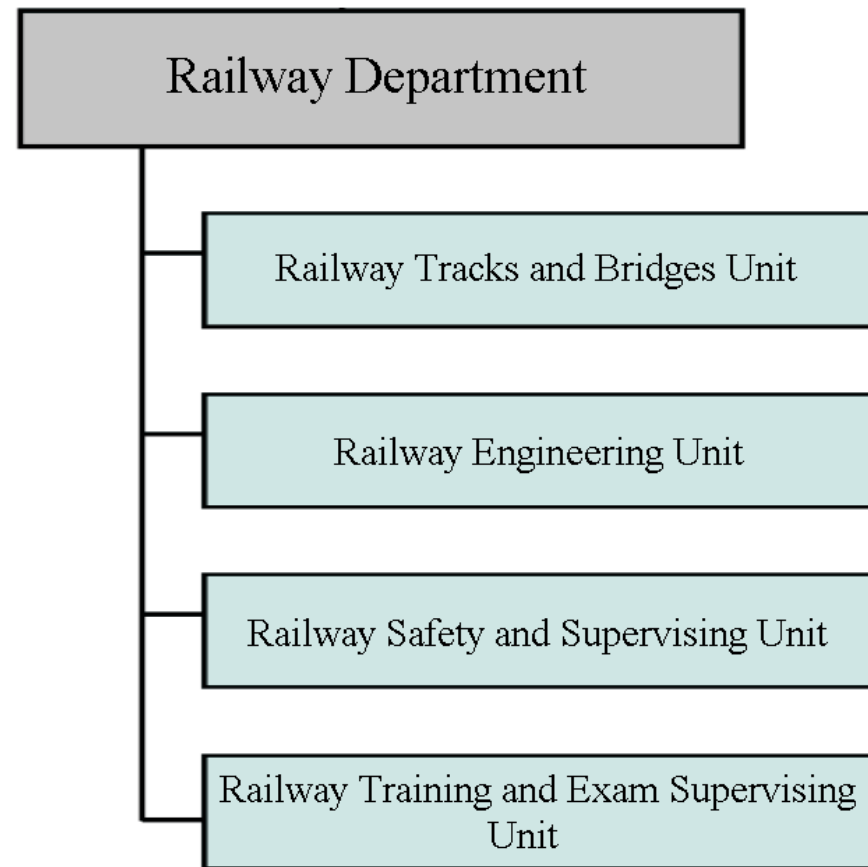 Railway Department
Railway Tracks and Bridges Unit
Railway Engineering Unit
Railway Safety and Supervising Unit
Railway Training and Exam Supervising
Unit